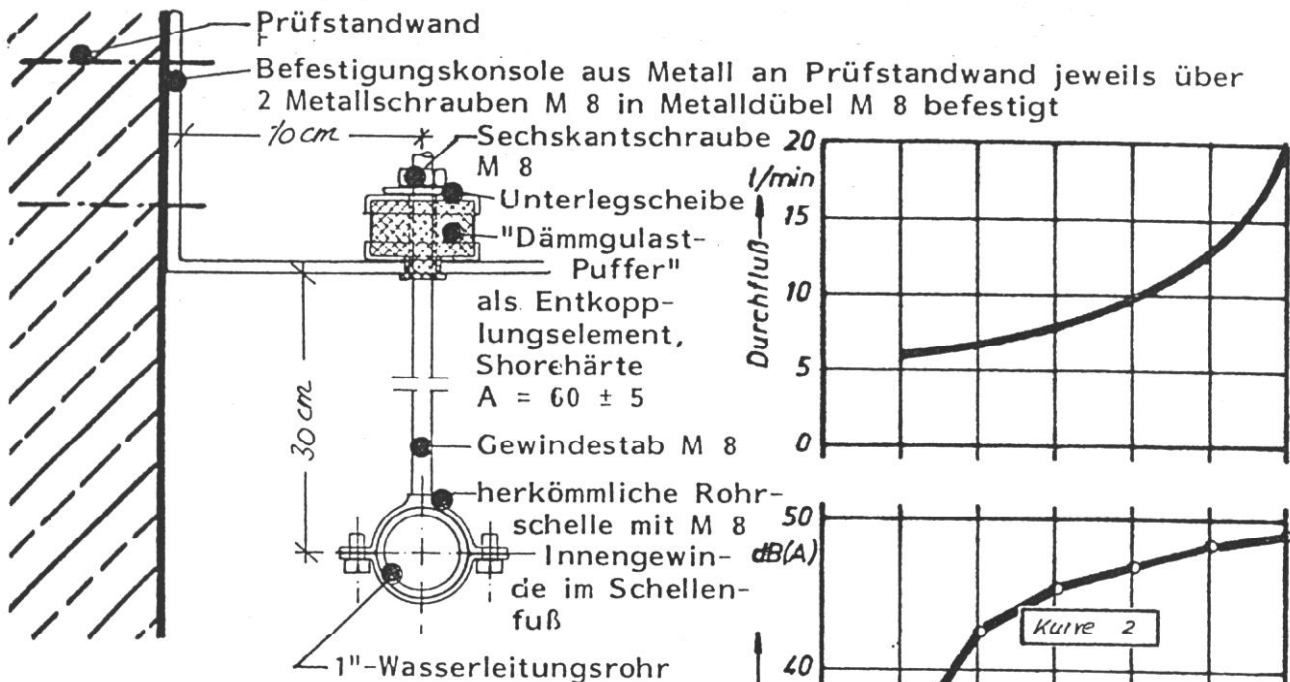 Prüfstandwand
Befestigungskonsole aus Metall an Prüfstandwand jeweils über
2 Metallschrauben M 8 in Metalldübel M 8 befestigt
10 cm
Sechskantschraube
M 8
Unterlegscheibe
"Dämmgulast-
Puffer"
als Entkopp-
lungselement,
Shorehärte
A = 60 ± 5
30 cm
Gewindestab M 8
herkömmliche Rohr-
schelle mit M 8
Innengewin-
de im Schellen-
fuß
1"-Wasserleitungsrohr
20
l/min
15
10
5
0
Durchfluß
50
dB(A)
40
Kurve 2